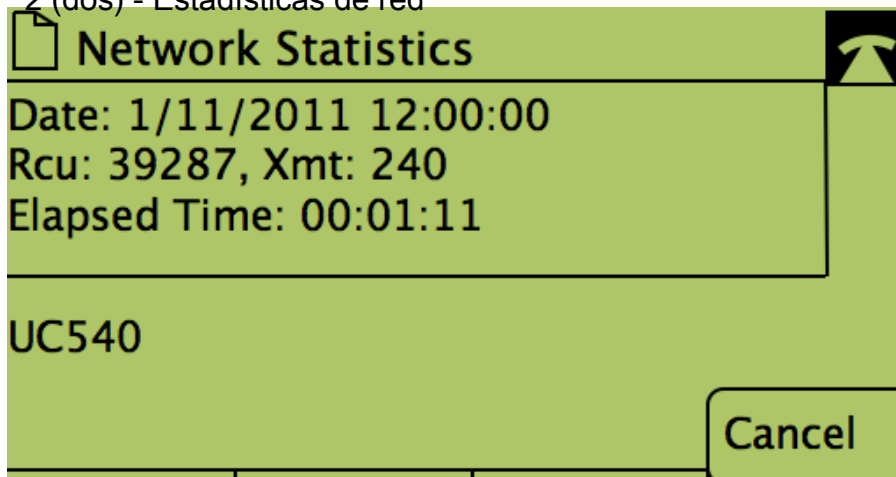 2 (dos) - Estadísticas de red
Network Statistics
Date: 1/11/2011 12:00:00
Rcu: 39287, Xmt: 240
Elapsed Time: 00:01:11
UC540
Cancel